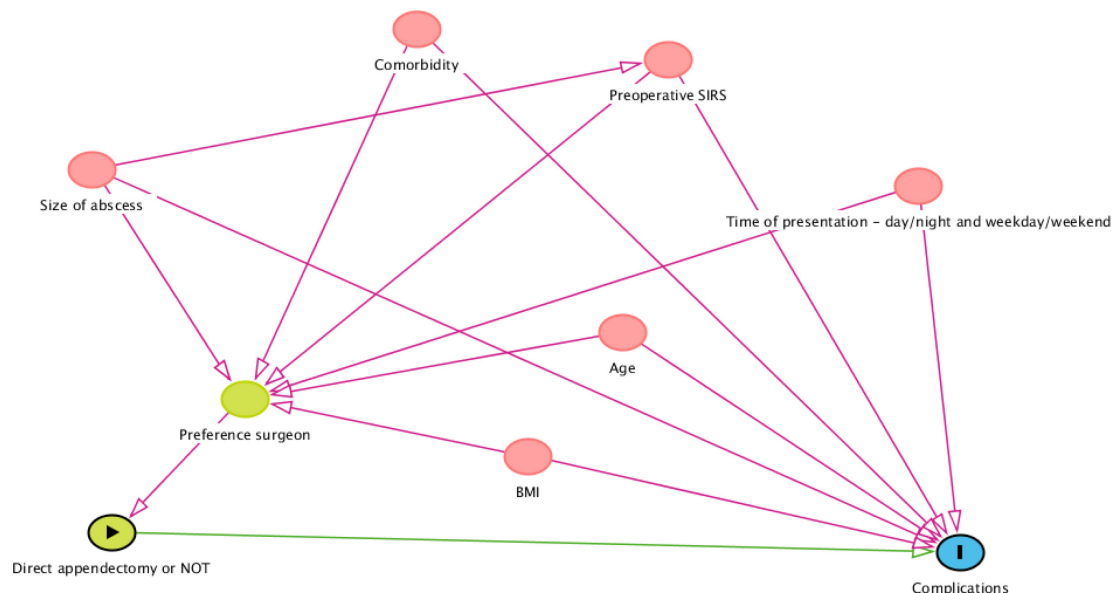 Comorbidity
Preoperative SIRS
Size of abscess
Time of presentation – day/night and weekday/weekend
Age
Preference surgeon
BMI
Direct appendectomy or NOT
Complications